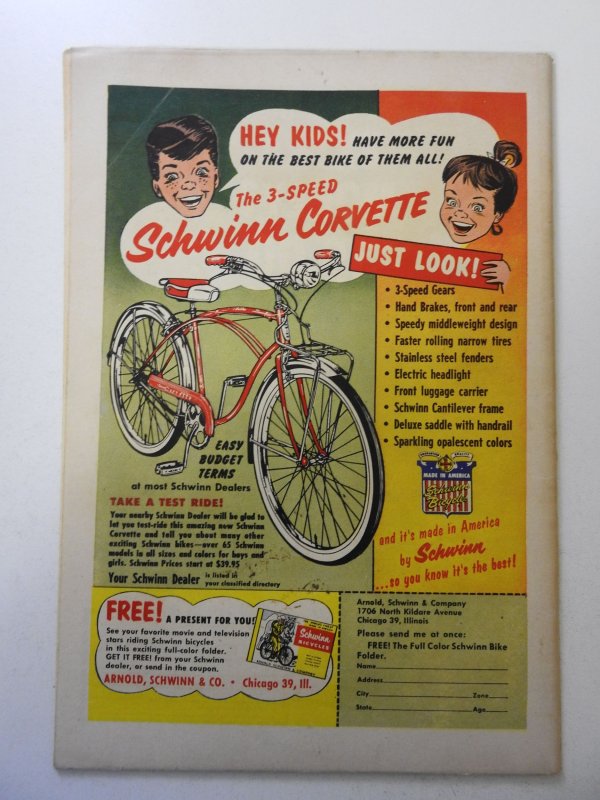 HEY KIDS! HAVE MORE FUN
ON THE BEST BIKE OF THEM ALL!
The 3-SPEED
Schwinn CORVETTE
JUST LOOK!
• 3-Speed Gears
• Hand Brakes, front and rear
• Speedy middleweight design
• Faster rolling narrow tires
• Stainless steel fenders
• Electric headlight
• Front luggage carrier
• Schwinn Cantilever frame
• Deluxe saddle with handrail
• Sparkling opalescent colors
EASY
BUDGET
TERMS
at most Schwinn Dealers
TAKE A TEST RIDE!
Your nearby Schwinn Dealer will be glad to
let you test-ride this amazing new Schwinn
Corvette and tell you about many other
exciting Schwinn bikes—over 65 Schwinn
models in all sizes and colors for boys and
girls. Schwinn Prices start at $39.95
Your Schwinn Dealer is listed in
your classified directory
MADE IN AMERICA
Schwinn
Bicycles
and it's made in America
by Schwinn
...so you know it's the best!
FREE! A PRESENT FOR YOU!
See your favorite movie and television
stars riding Schwinn bicycles
in this exciting full-color folder.
GET IT FREE! from your Schwinn
dealer, or send in the coupon.
ARNOLD, SCHWINN & CO. • Chicago 39, Ill.
Schwinn
BICYCLES
Arnold, Schwinn & Company
1706 North Kildare Avenue
Chicago 39, Illinois
Please send me at once:
FREE! The Full Color Schwinn Bike
Folder.
Name
Address
City Zone
State Age